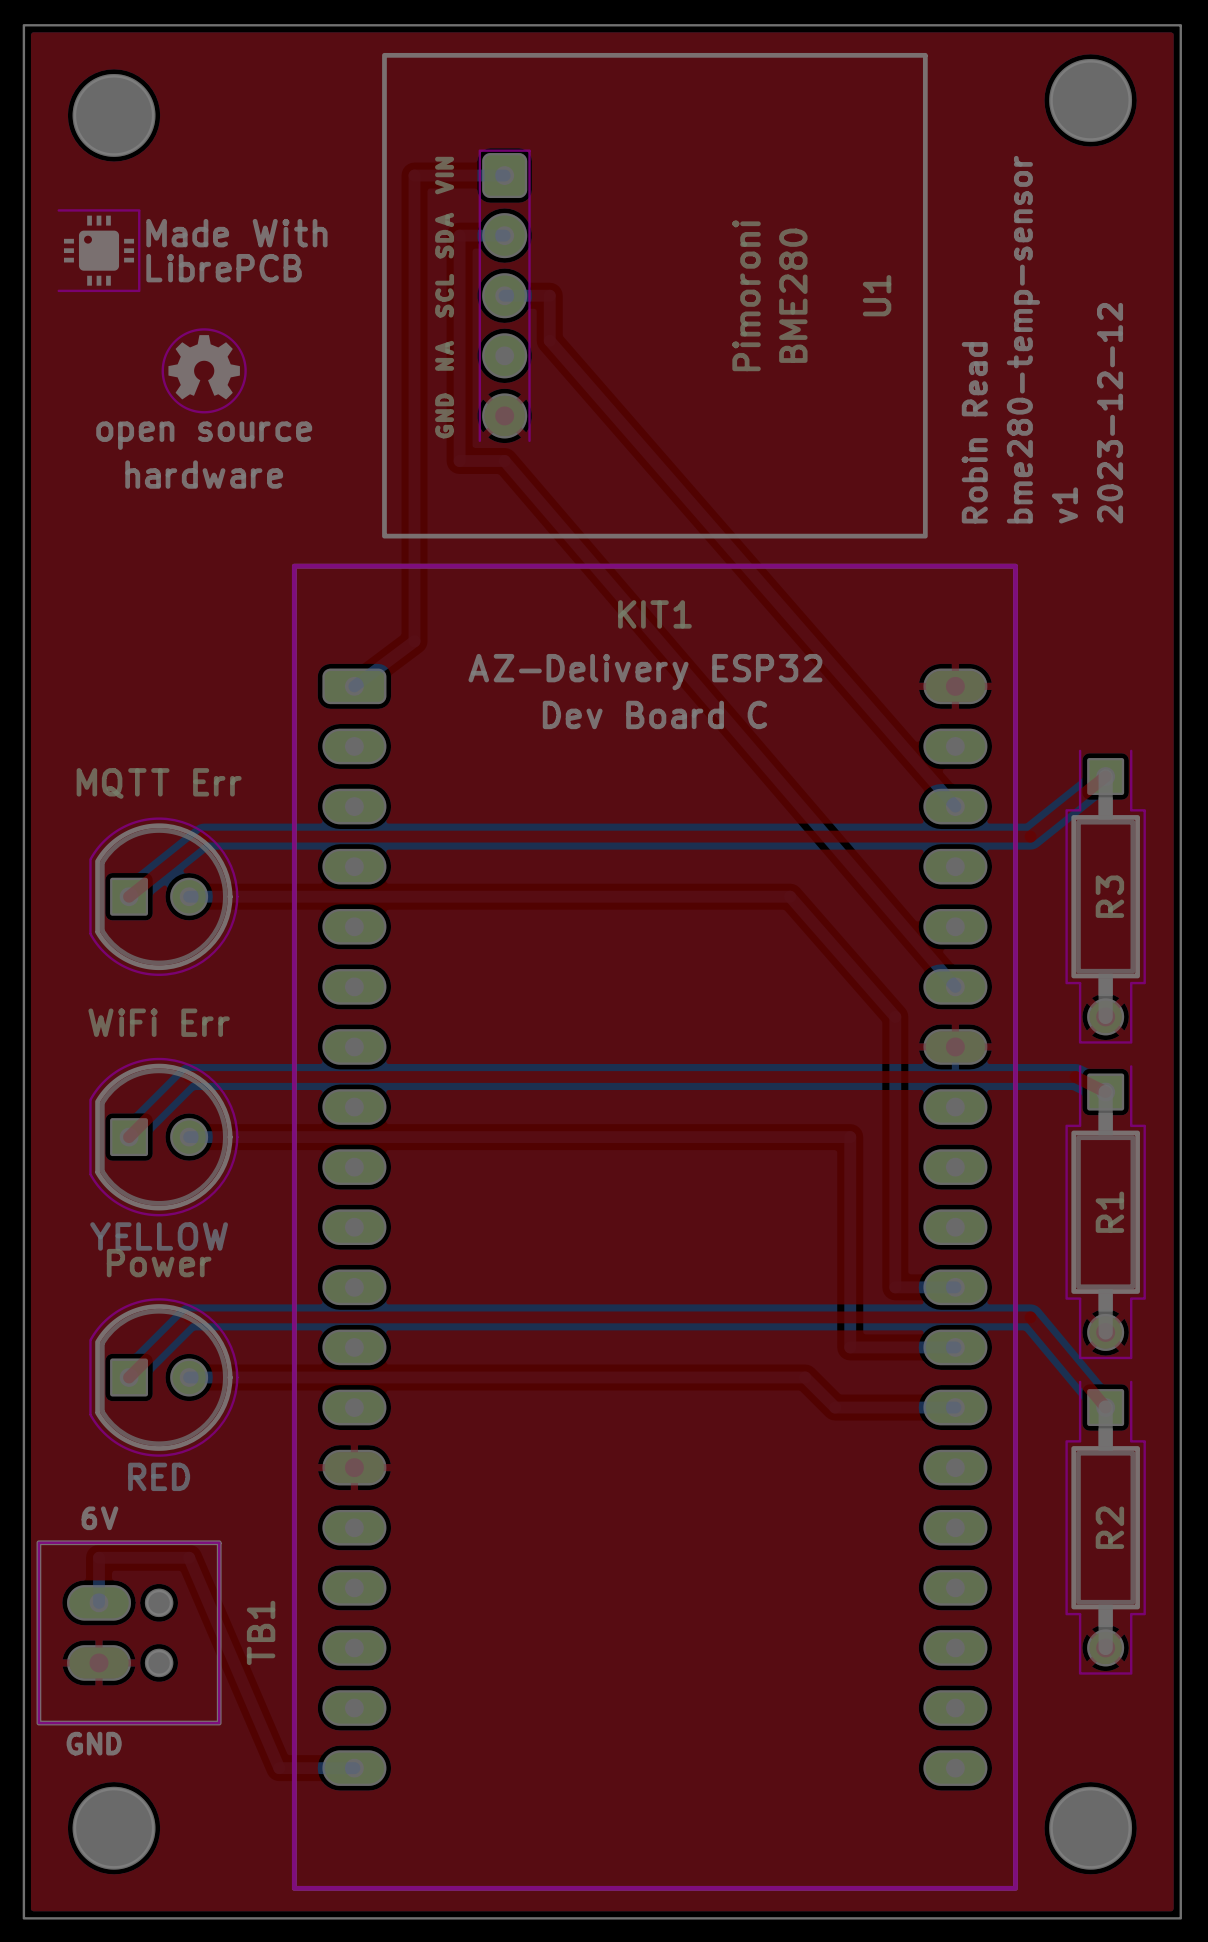 Made With
LibrePCB
open source
hardware
VIN
SDA
SCL
NA
GND
Pimoroni
BME280
U1
Robin Read
bme280-temp-sensor
v1
2023-12-12
KIT1
AZ-Delivery ESP32
Dev Board C
MQTT Err
WiFi Err
YELLOW
Power
RED
6V
TB1
GND
R3
R1
R2